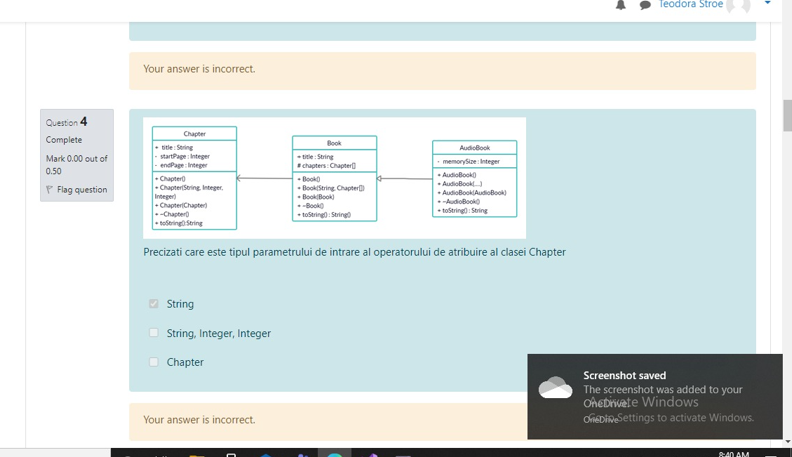 Teodora Stroe
Your answer is incorrect.
Question 4
Complete
Mark 0.00 out of
0.50
Flag question
Chapter
+ title : String
- startPage : Integer
- endPage : Integer
+ Chapter()
+ Chapter(String, Integer,
Integer)
+ Chapter(Chapter)
+ ~Chapter()
+ toString():String
Book
+ title : String
# chapters : Chapter[]
+ Book()
+ Book(String, Chapter[])
+ Book(Book)
+ ~Book()
+ toString() : String()
AudioBook
- memorySize : Integer
+ AudioBook()
+ AudioBook(...)
+ AudioBook(AudioBook)
+ ~AudioBook()
+ toString() : String
Precizati care este tipul parametrului de intrare al operatorului de atribuire al clasei Chapter
String
String, Integer, Integer
Chapter
Your answer is incorrect.
Screenshot saved
The screenshot was added to your
OneDrive.
OneDrive
Activate Windows
Go to Settings to activate Windows.
8:40 AM